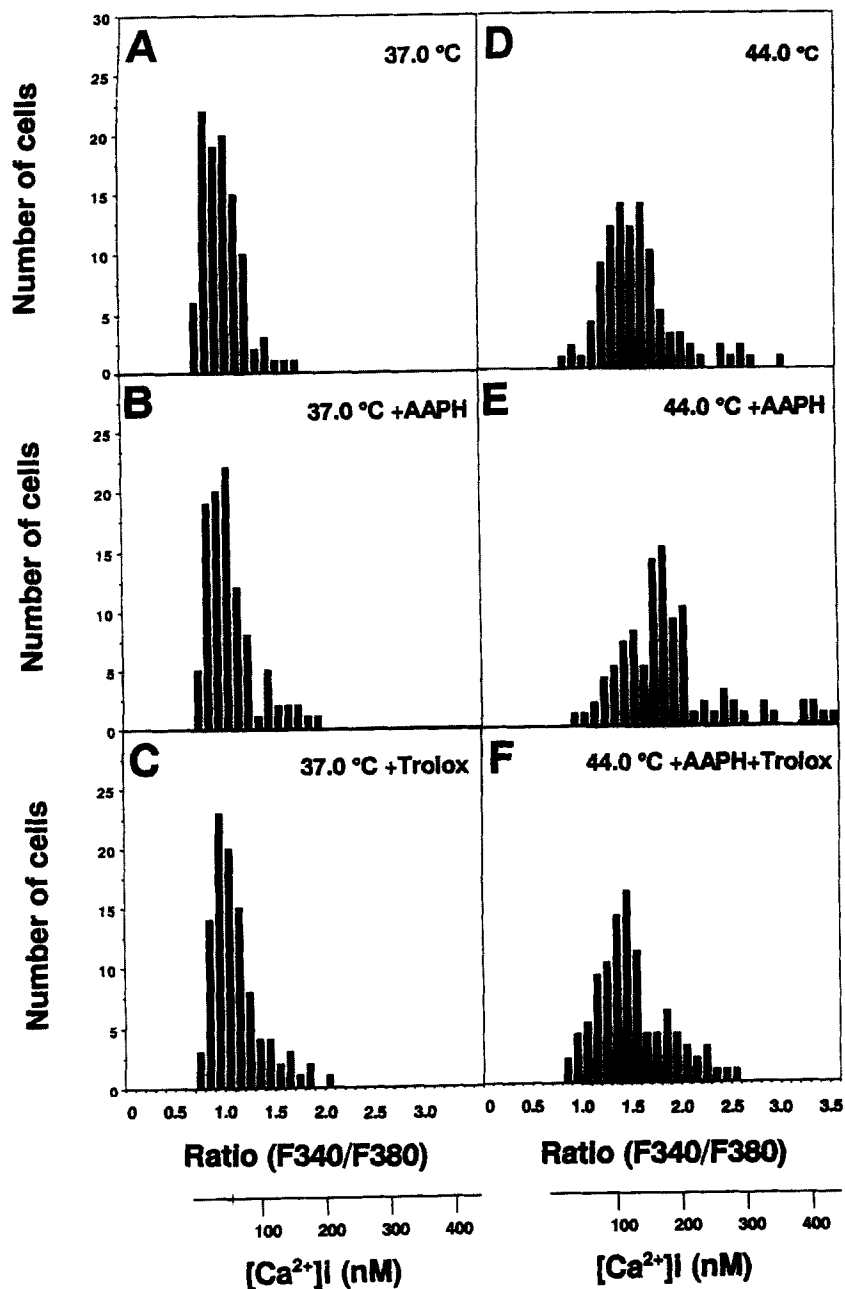 A 37.0 °C
30
25
20
15
10
5
0
Number of cells
D 44.0 °C
B 37.0 °C +AAPH
25
20
15
10
5
0
Number of cells
E 44.0 °C +AAPH
C 37.0 °C +Trolox
25
20
15
10
5
0
Number of cells
F 44.0 °C +AAPH+Trolox
0 0.5 1.0 1.5 2.0 2.5 3.0
0 0.5 1.0 1.5 2.0 2.5 3.0 3.5
Ratio (F340/F380)
Ratio (F340/F380)
100 200 300 400
100 200 300 400
[Ca²⁺]i (nM)
[Ca²⁺]i (nM)